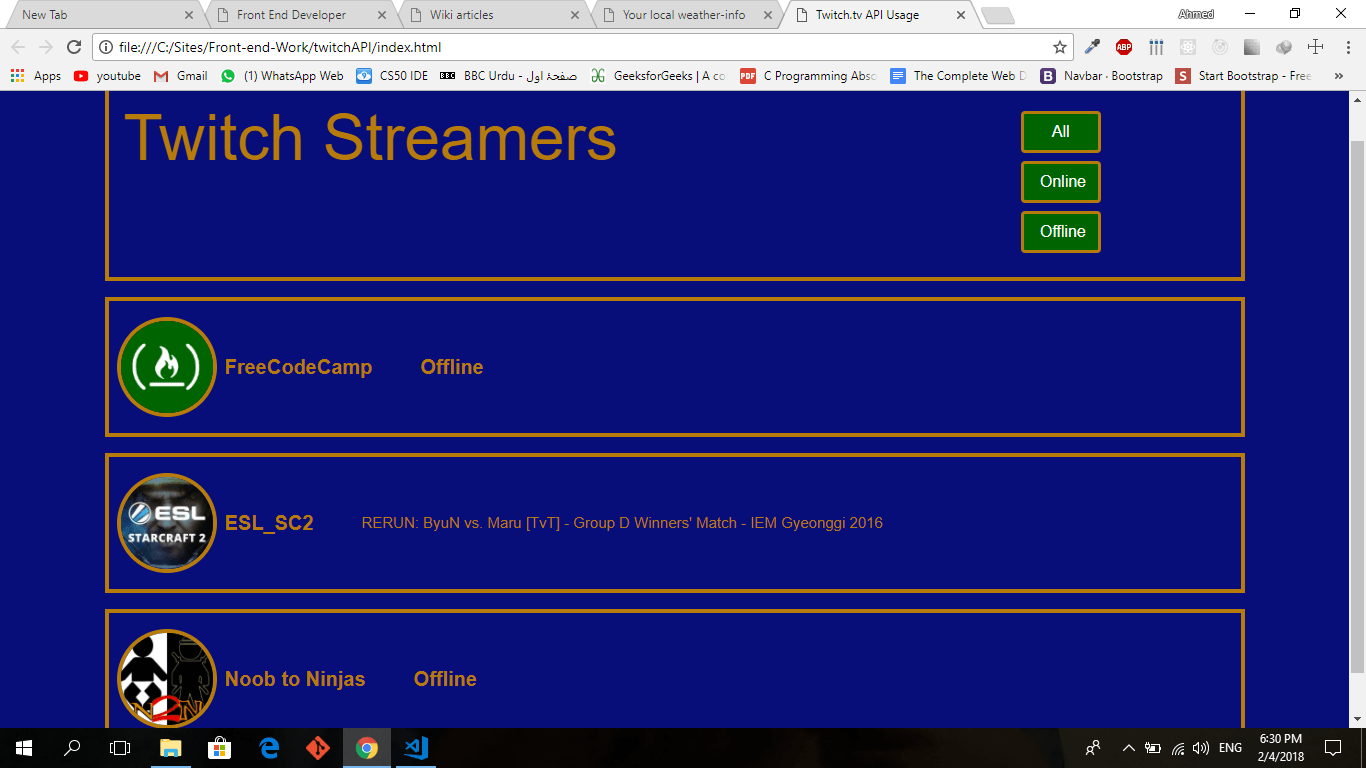 New Tab
Front End Developer
Wiki articles
Your local weather-info
Twitch.tv API Usage
Ahmed
file:///C:/Sites/Front-end-Work/twitchAPI/index.html
ABP
Apps
youtube
Gmail
(1) WhatsApp Web
CS50 IDE
BBC
BBC Urdu - صفحۂ اول
GeeksforGeeks | A co
PDF
C Programming Abso
The Complete Web D
B
Navbar · Bootstrap
S
Start Bootstrap - Free
Twitch Streamers
All
Online
Offline
FreeCodeCamp
Offline
ESL
STARCRAFT 2
ESL_SC2
RERUN: ByuN vs. Maru [TvT] - Group D Winners' Match - IEM Gyeonggi 2016
N2N
Noob to Ninjas
Offline
ENG
6:30 PM
2/4/2018